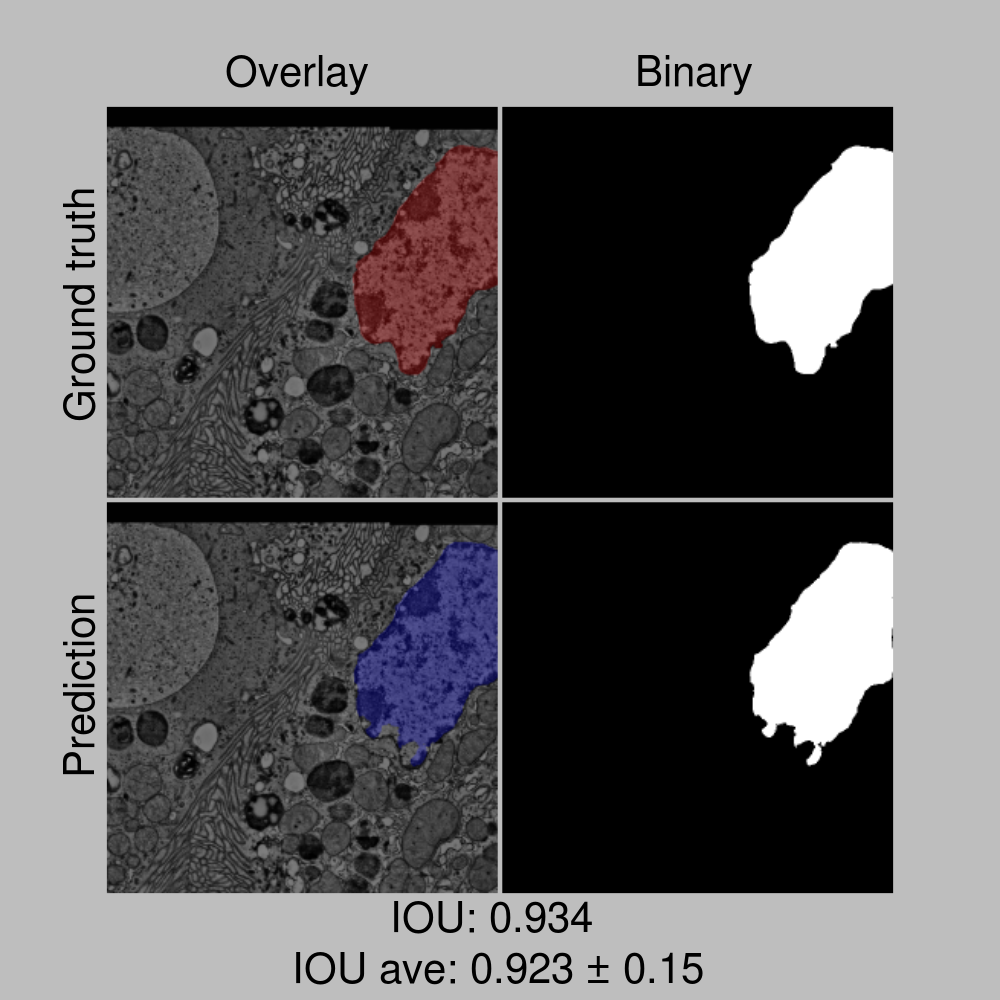 Overlay
Binary
Ground truth
Prediction
IOU: 0.934
IOU ave: 0.923 ± 0.15